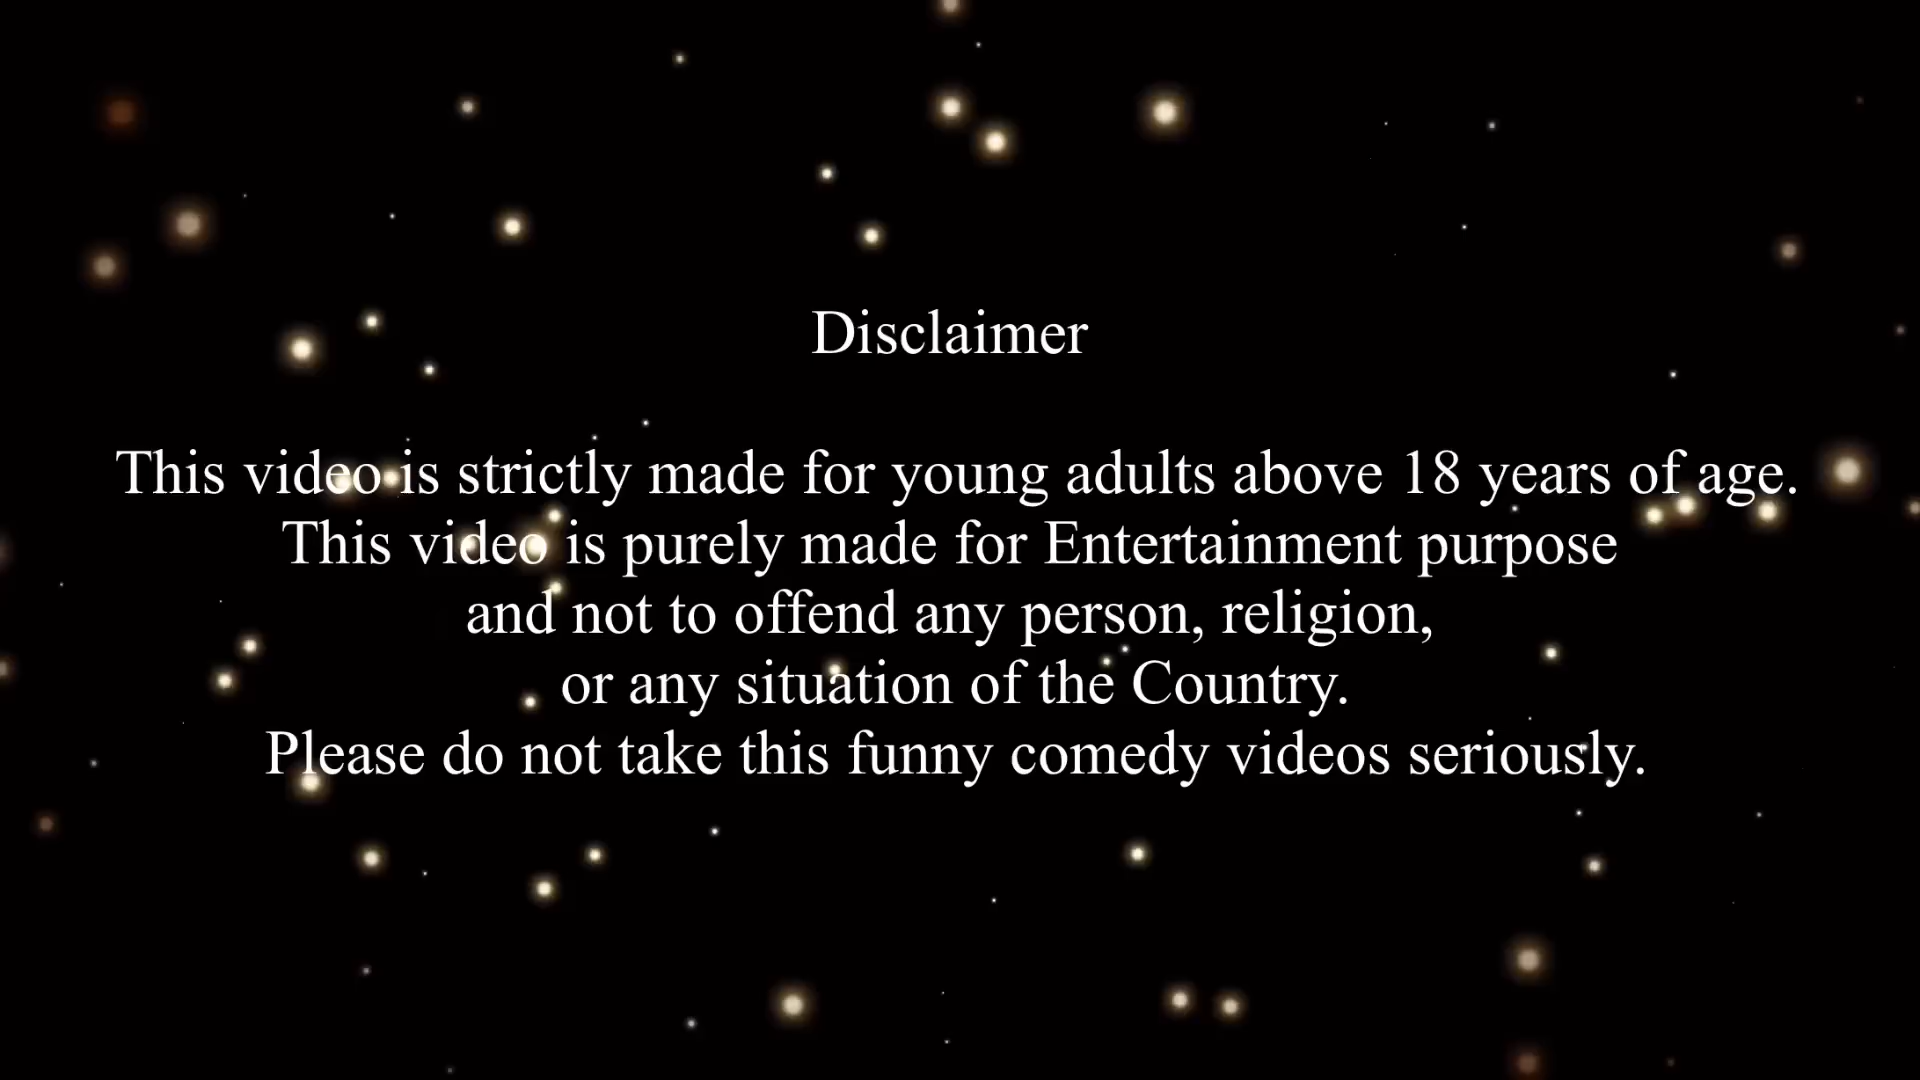 Disclaimer
This video is strictly made for young adults above 18 years of age.
This video is purely made for Entertainment purpose
and not to offend any person, religion,
or any situation of the Country.
Please do not take this funny comedy videos seriously.